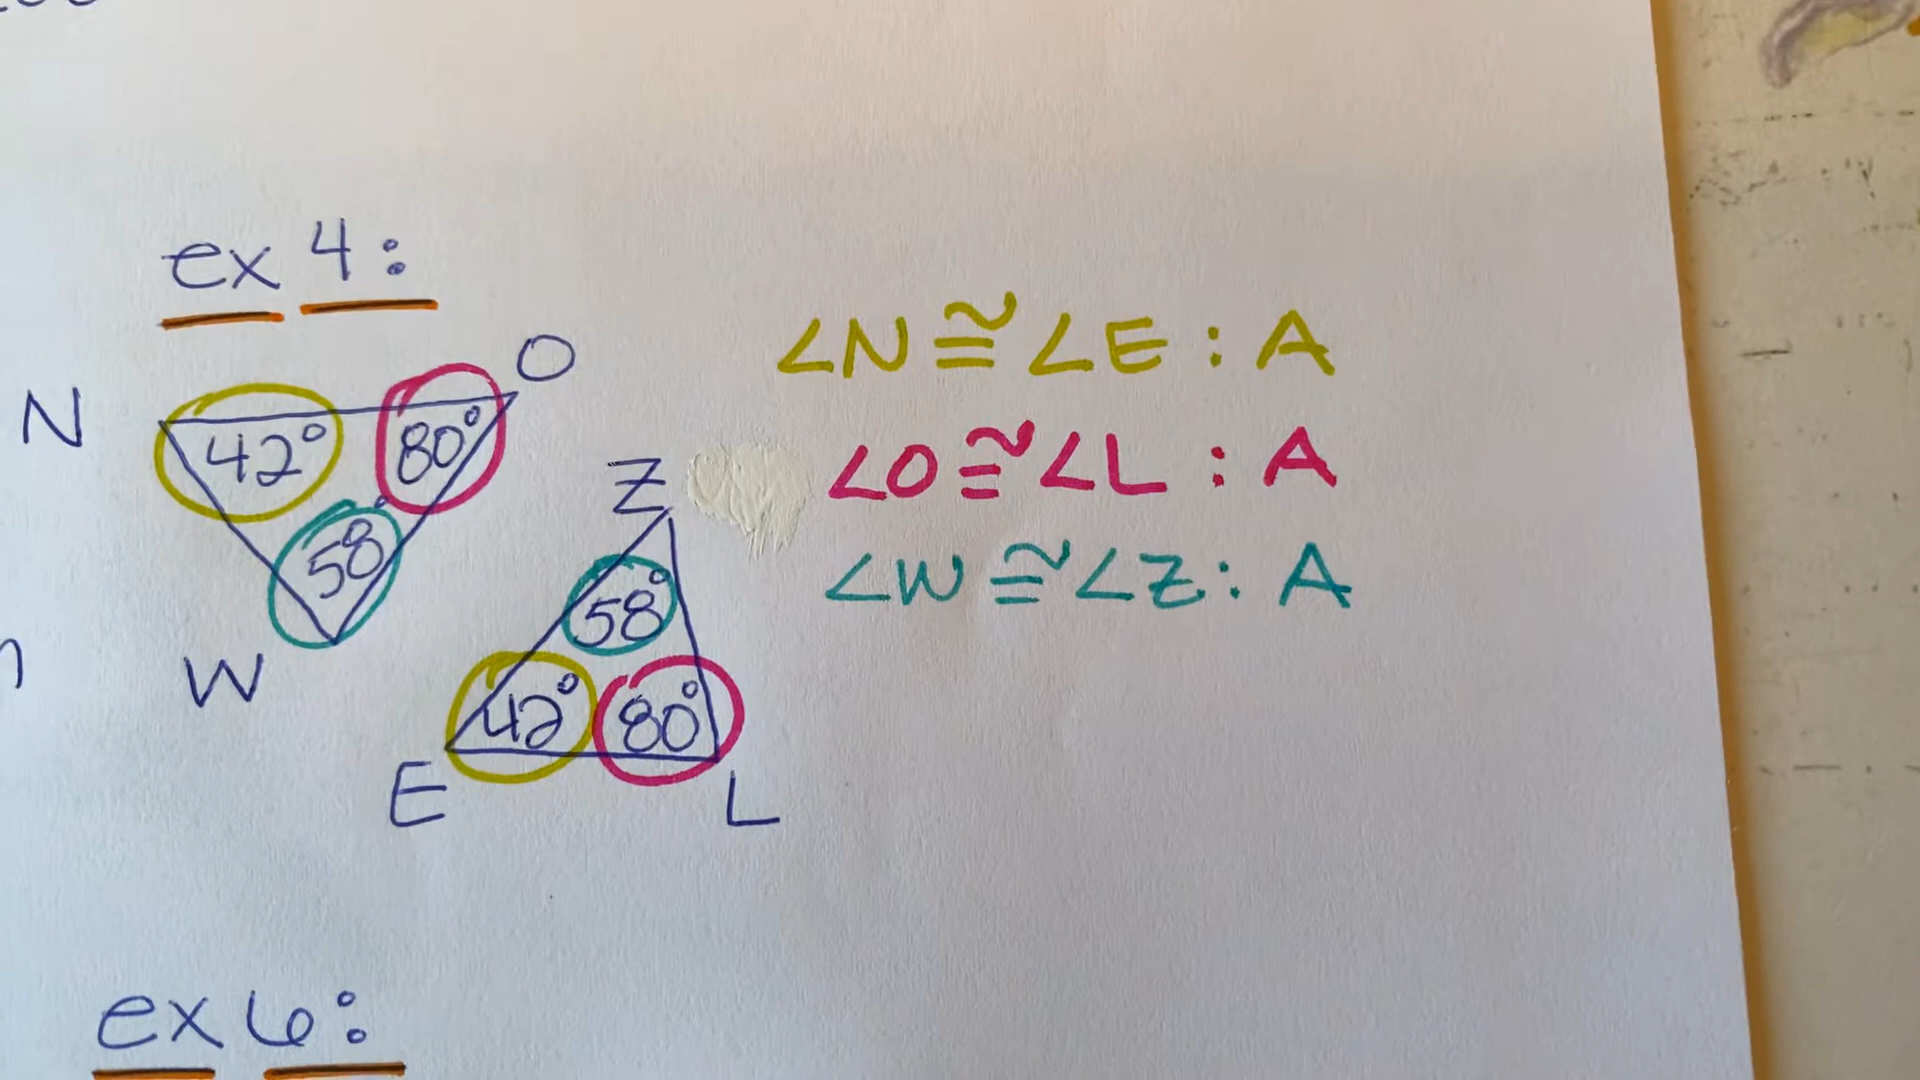 ex 4:
N
O
42°
80°
58°
W
Z
58°
42°
80°
E
L
∠N ≅ ∠E : A
∠O ≅ ∠L : A
∠W ≅ ∠Z : A
ex 6: